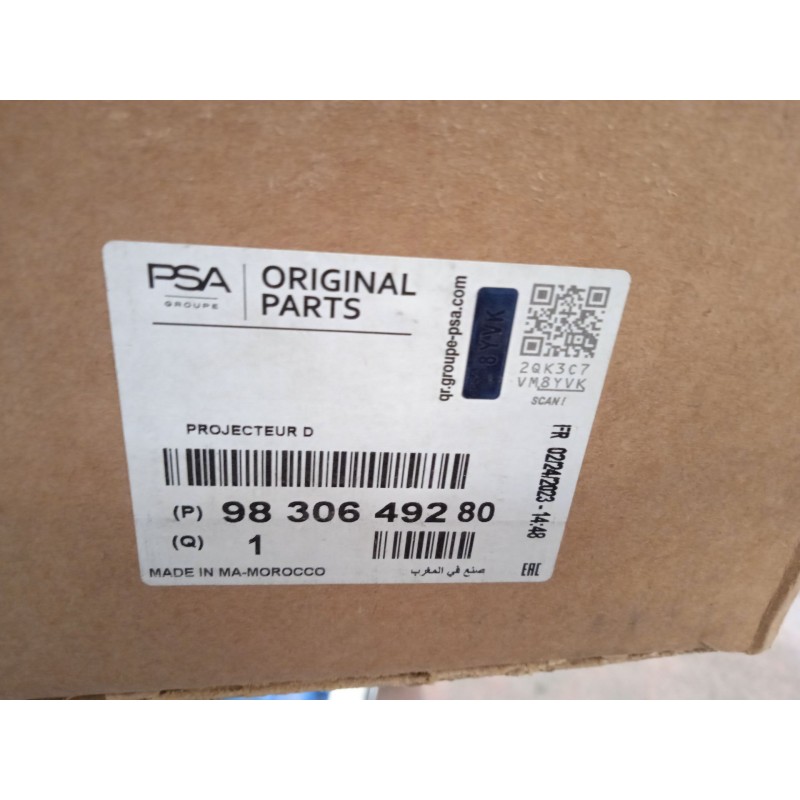 PSA
GROUPE
ORIGINAL
PARTS
qr.groupe-psa.com
8YVK
2QK3C7
VM8YVK
SCAN!
PROJECTEUR D
(P) 98 306 492 80
(Q) 1
MADE IN MA-MOROCCO
صنع في المغرب
FR 02/24/2023 - 14:48
EAC